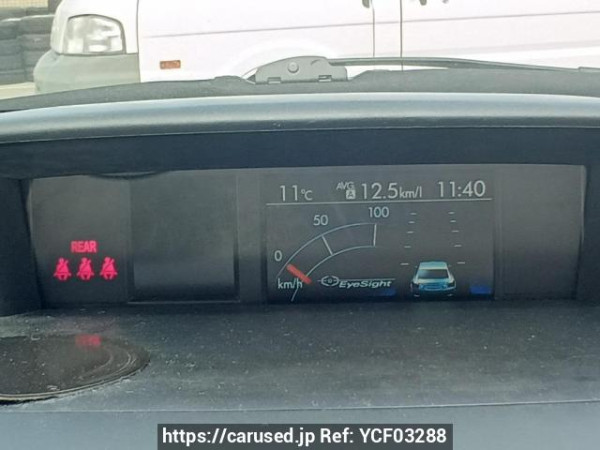 11°C AVG A 12.5km/l 11:40
REAR
0 50 100
km/h EyeSight
https://carused.jp Ref: YCF03288